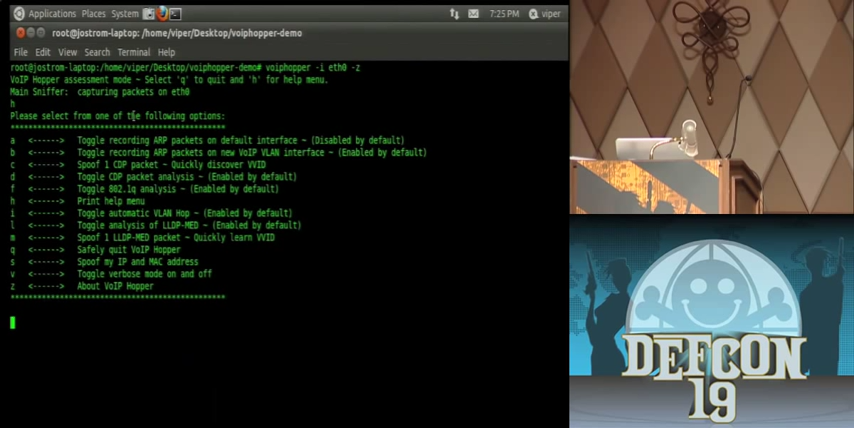 Applications Places System
7:25 PM viper
root@jostrom-laptop: /home/viper/Desktop/voiphopper-demo
File Edit View Search Terminal Help
root@jostrom-laptop:/home/viper/Desktop/voiphopper-demo# voiphopper -i eth0 -z
VoIP Hopper assessment mode ~ Select 'q' to quit and 'h' for help menu.
Main Sniffer:  capturing packets on eth0
h
Please select from one of the following options:
************************************************
a <------> Toggle recording ARP packets on default interface ~ (Disabled by default)
b <------> Toggle recording ARP packets on new VoIP VLAN interface ~ (Enabled by default)
c <------> Spoof 1 CDP packet ~ Quickly discover VVID
d <------> Toggle CDP packet analysis ~ (Enabled by default)
f <------> Toggle 802.1q analysis ~ (Enabled by default)
h <------> Print help menu
i <------> Toggle automatic VLAN Hop ~ (Enabled by default)
l <------> Toggle analysis of LLDP-MED ~ (Enabled by default)
m <------> Spoof 1 LLDP-MED packet ~ Quickly learn VVID
q <------> Safely quit VoIP Hopper
s <------> Spoof my IP and MAC address
v <------> Toggle verbose mode on and off
z <------> About VoIP Hopper
************************************************
DEFCON
19